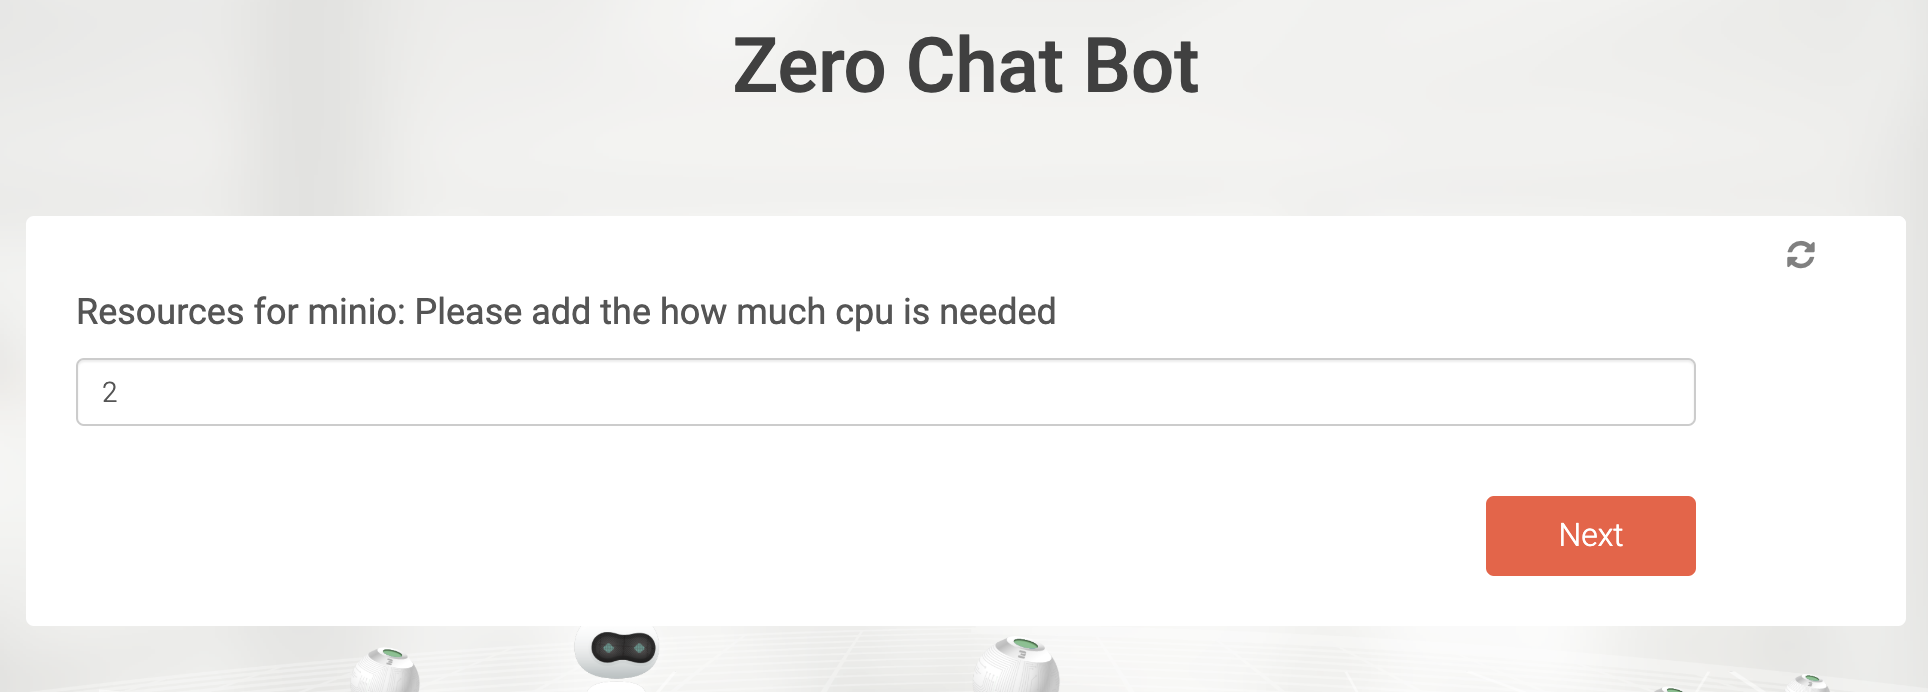 Zero Chat Bot
Resources for minio: Please add the how much cpu is needed
2
Next